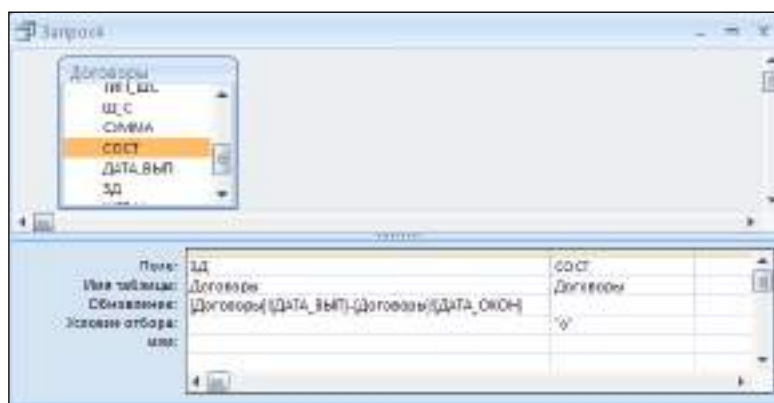 Договоры
Ш_С
СУММА
СОСТ
ДАТА_ВЫП
ЗД
Поле: ЗД СОСТ
Имя таблицы: Договоры Договоры
Обновление: [Договоры]![ДАТА_ВЫП]-[Договоры]![ДАТА_ОКОН]
Условие отбора:
или: